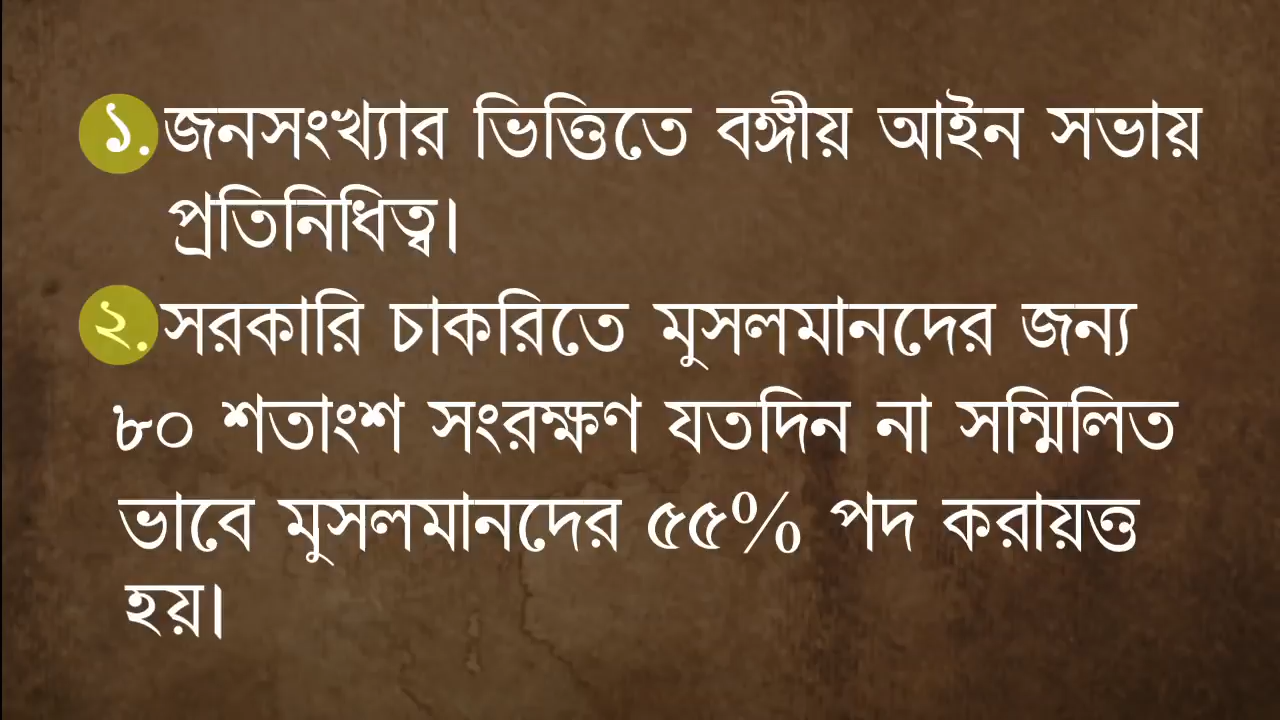 ১. জনসংখ্যার ভিত্তিতে বঙ্গীয় আইন সভায়
প্রতিনিধিত্ব।
২. সরকারি চাকরিতে মুসলমানদের জন্য
৮০ শতাংশ সংরক্ষণ যতদিন না সম্মিলিত
ভাবে মুসলমানদের ৫৫% পদ করায়ত্ত
হয়।